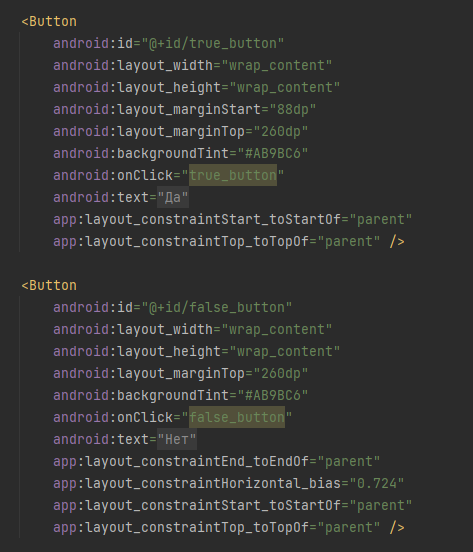 <Button
android:id="@+id/true_button"
android:layout_width="wrap_content"
android:layout_height="wrap_content"
android:layout_marginStart="88dp"
android:layout_marginTop="260dp"
android:backgroundTint="#AB9BC6"
android:onClick="true_button"
android:text="Да"
app:layout_constraintStart_toStartOf="parent"
app:layout_constraintTop_toTopOf="parent" />
<Button
android:id="@+id/false_button"
android:layout_width="wrap_content"
android:layout_height="wrap_content"
android:layout_marginTop="260dp"
android:backgroundTint="#AB9BC6"
android:onClick="false_button"
android:text="Нет"
app:layout_constraintEnd_toEndOf="parent"
app:layout_constraintHorizontal_bias="0.724"
app:layout_constraintStart_toStartOf="parent"
app:layout_constraintTop_toTopOf="parent" />